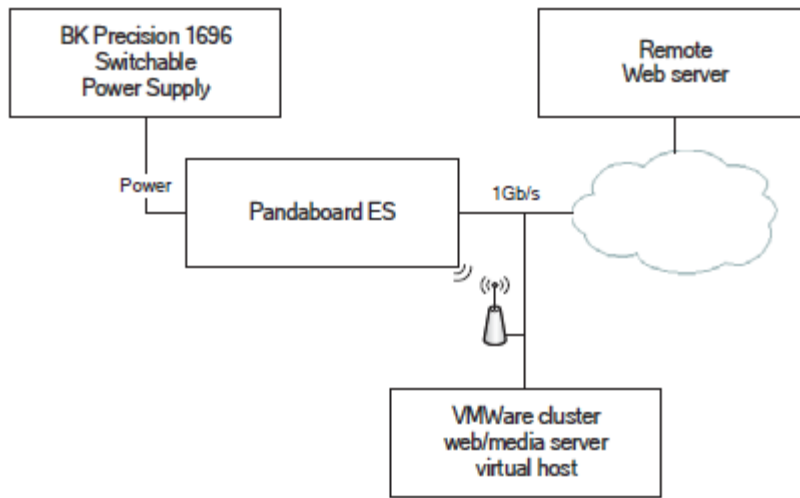 BK Precision 1696
Switchable
Power Supply
Remote
Web server
Power
Pandaboard ES
1Gb/s
VMWare cluster
web/media server
virtual host